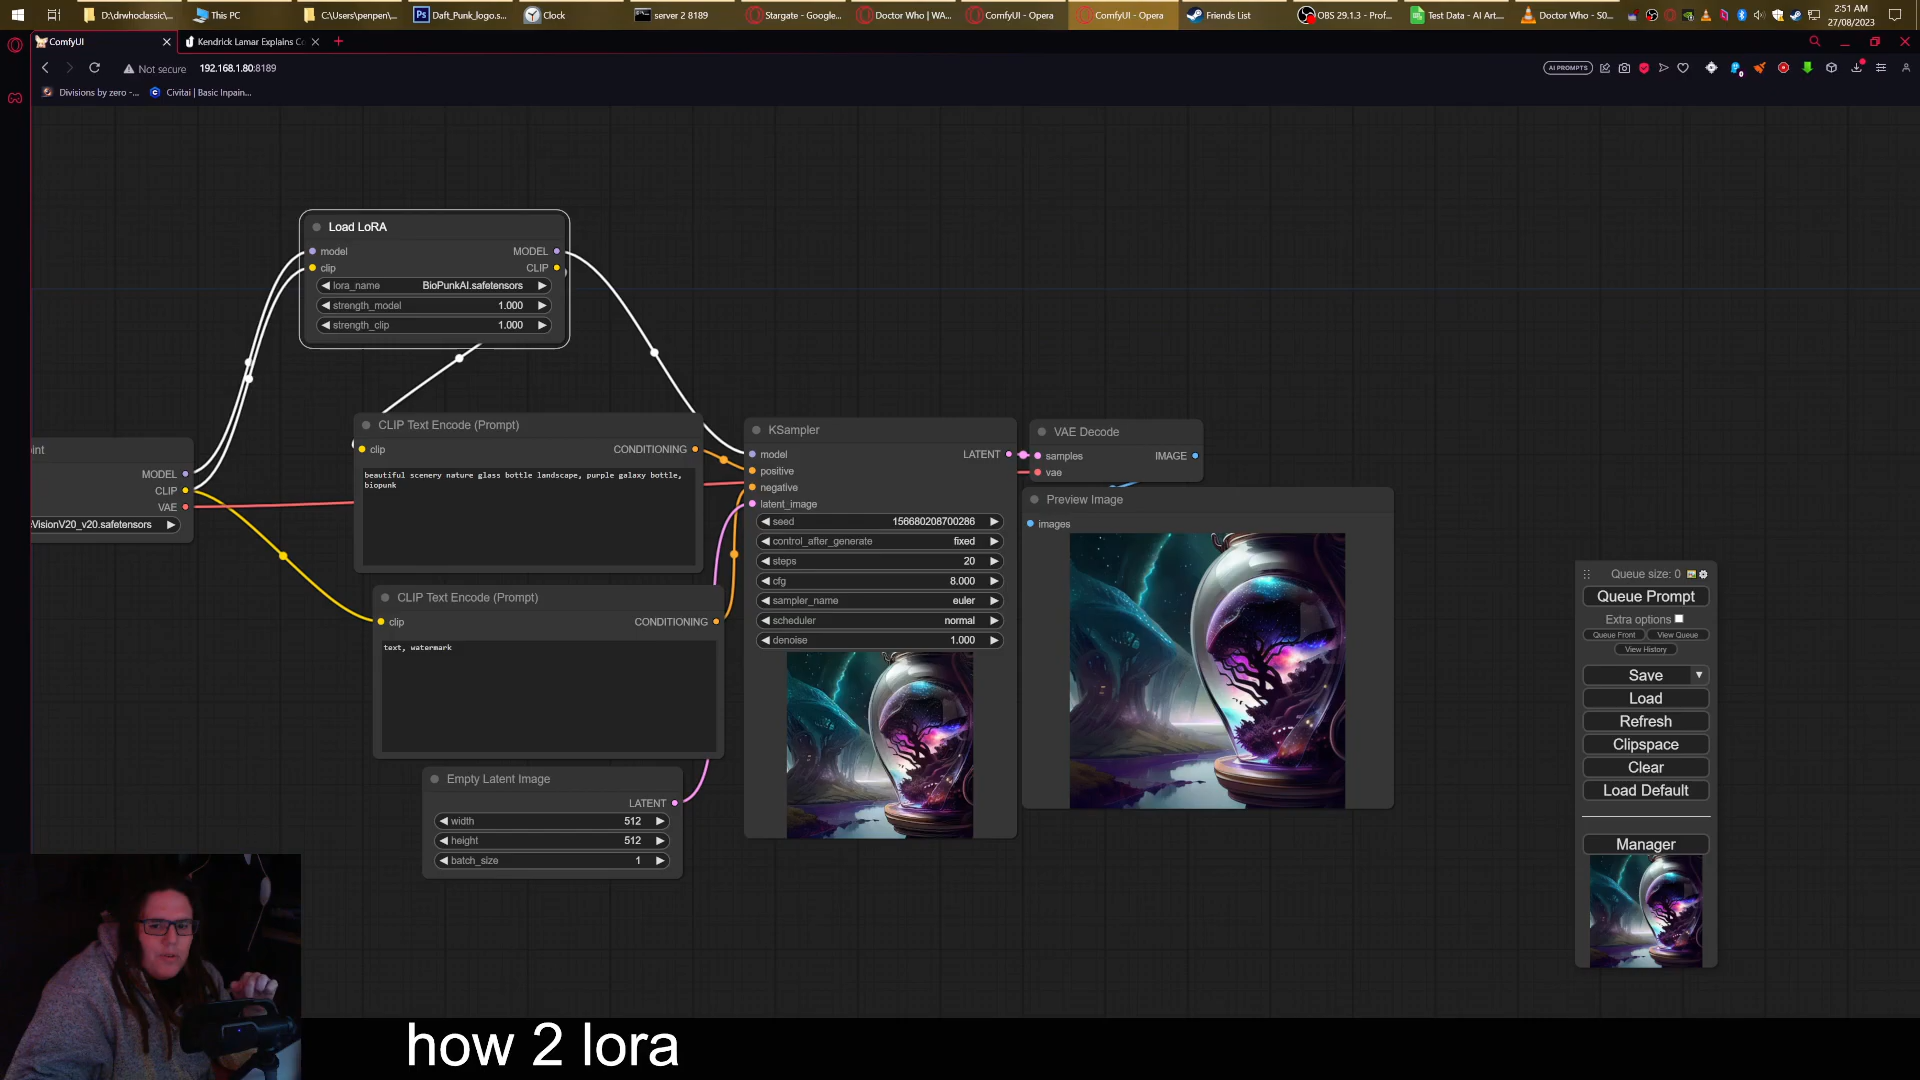 D:\drwhoclassic\...
This PC
C:\Users\penpen\...
Daft_Punk_logo.s...
Clock
server 2 8189
Stargate - Google...
Doctor Who | WA...
ComfyUI - Opera
ComfyUI - Opera
Friends List
OBS 29.1.3 - Prof...
Test Data - AI Art...
Doctor Who - S0...
2:51 AM
27/08/2023
ComfyUI
Kendrick Lamar Explains C
Not secure
192.168.1.80:8189
AI PROMPTS
Divisions by zero -...
Civitai | Basic Inpain...
Load LoRA
model MODEL
clip CLIP
lora_name BioPunkAI.safetensors
strength_model 1.000
strength_clip 1.000
int
MODEL
CLIP
VAE
VisionV20_v20.safetensors
CLIP Text Encode (Prompt)
clip CONDITIONING
beautiful scenery nature glass bottle landscape, purple galaxy bottle,
biopunk
CLIP Text Encode (Prompt)
clip CONDITIONING
text, watermark
Empty Latent Image
LATENT
width 512
height 512
batch_size 1
KSampler
model LATENT
positive
negative
latent_image
seed 156680208700286
control_after_generate fixed
steps 20
cfg 8.000
sampler_name euler
scheduler normal
denoise 1.000
VAE Decode
samples IMAGE
vae
Preview Image
images
Queue size: 0
Queue Prompt
Extra options
Queue Front View Queue
View History
Save
Load
Refresh
Clipspace
Clear
Load Default
Manager
how 2 lora